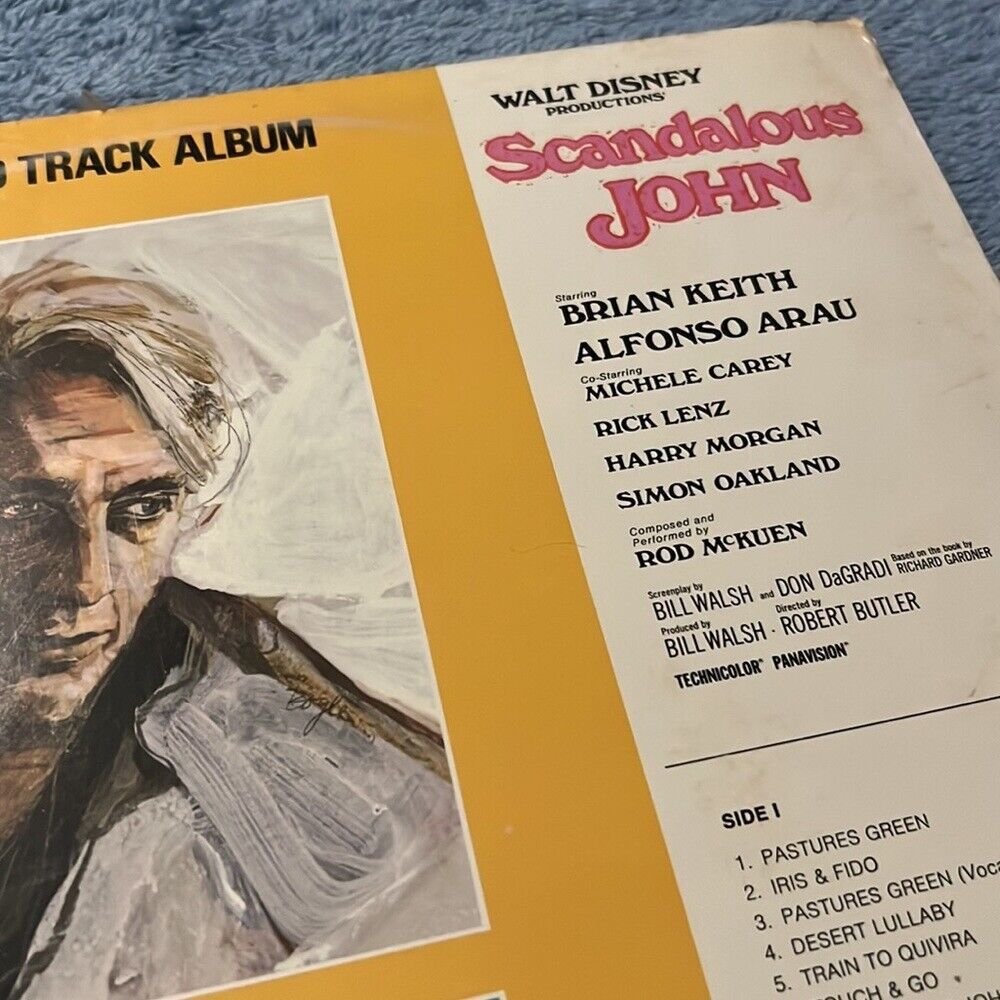 TRACK ALBUM
WALT DISNEY
PRODUCTIONS'
Scandalous
JOHN
Starring
BRIAN KEITH
ALFONSO ARAU
Co-Starring
MICHELE CAREY
RICK LENZ
HARRY MORGAN
SIMON OAKLAND
Composed and
Performed by
ROD McKUEN
Screenplay by BILL WALSH and DON DaGRADI Based on the book by RICHARD GARDNER
Produced by BILL WALSH · Directed by ROBERT BUTLER
TECHNICOLOR® PANAVISION®
SIDE I
1. PASTURES GREEN
2. IRIS & FIDO
3. PASTURES GREEN (Voca
4. DESERT LULLABY
5. TRAIN TO QUIVIRA
OUCH & GO